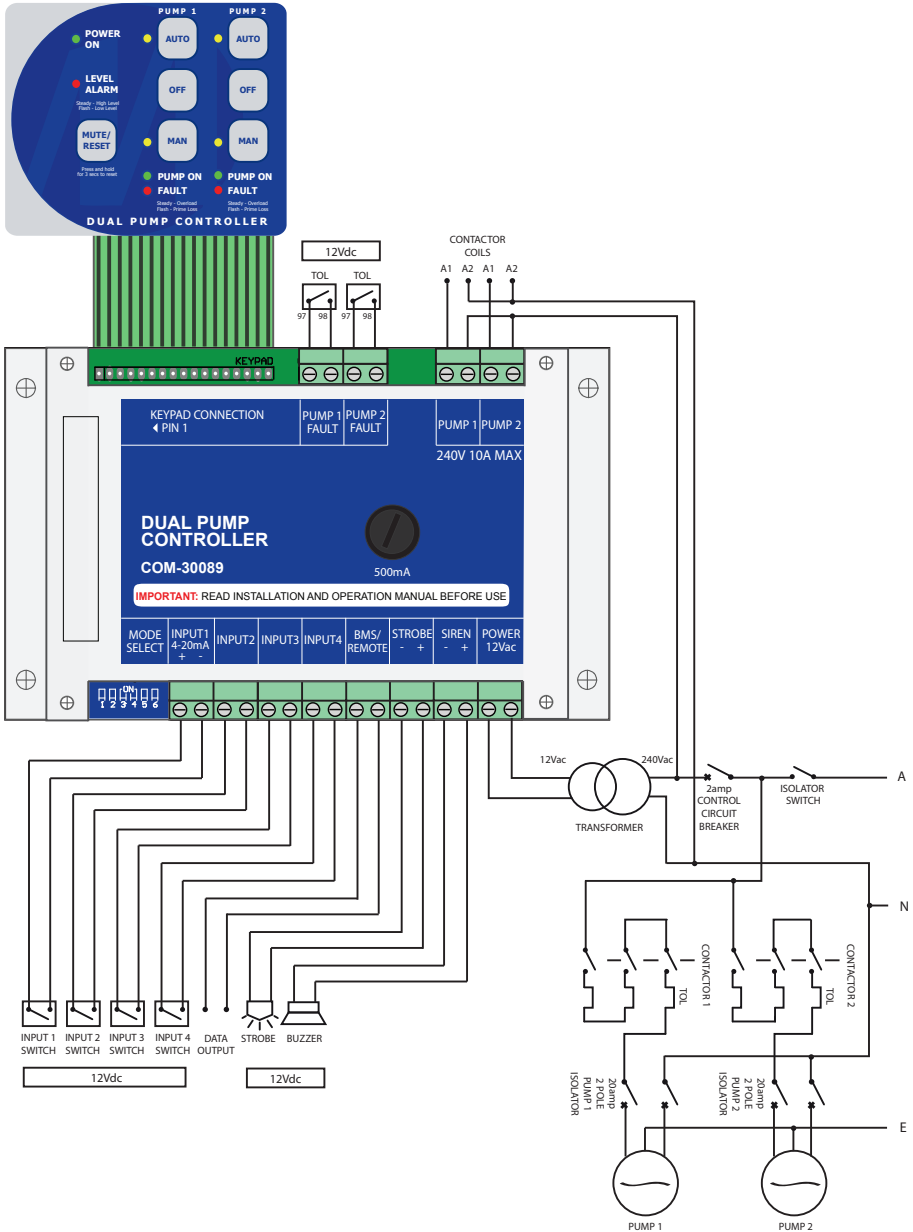 PUMP 1 PUMP 2
POWER ON
AUTO AUTO
LEVEL ALARM
Steady - High Level
Flash - Low Level
OFF OFF
MUTE/
RESET
MAN MAN
Press and hold
for 3 secs to reset
PUMP ON PUMP ON
FAULT FAULT
Steady - Overload
Flash - Prime Loss
Steady - Overload
Flash - Prime Loss
DUAL PUMP CONTROLLER
12Vdc
TOL TOL
97 98 97 98
CONTACTOR
COILS
A1 A2 A1 A2
KEYPAD
KEYPAD CONNECTION
PIN 1
PUMP 1
FAULT
PUMP 2
FAULT
PUMP 1 PUMP 2
240V 10A MAX
DUAL PUMP
CONTROLLER
COM-30089
500mA
IMPORTANT: READ INSTALLATION AND OPERATION MANUAL BEFORE USE
MODE
SELECT
INPUT1
4-20mA
+ -
INPUT2
INPUT3
INPUT4
BMS/
REMOTE
STROBE
- +
SIREN
- +
POWER
12Vac
ON
1 2 3 4 5 6
12Vac 240Vac
TRANSFORMER
2amp
CONTROL
CIRCUIT
BREAKER
ISOLATOR
SWITCH
A
N
CONTACTOR 1
TOL
CONTACTOR 2
TOL
INPUT 1
SWITCH
INPUT 2
SWITCH
INPUT 3
SWITCH
INPUT 4
SWITCH
DATA
OUTPUT
STROBE
BUZZER
12Vdc
12Vdc
20amp
2 POLE
PUMP 1
ISOLATOR
20amp
2 POLE
PUMP 2
ISOLATOR
E
PUMP 1
PUMP 2